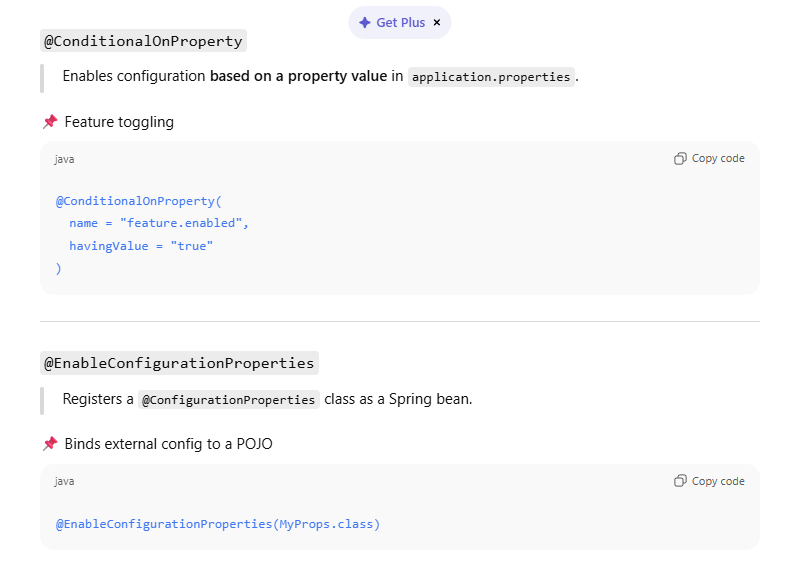 Get Plus ×
@ConditionalOnProperty
Enables configuration based on a property value in application.properties.
📌 Feature toggling
java
Copy code
@ConditionalOnProperty(
  name = "feature.enabled",
  havingValue = "true"
)
@EnableConfigurationProperties
Registers a @ConfigurationProperties class as a Spring bean.
📌 Binds external config to a POJO
java
Copy code
@EnableConfigurationProperties(MyProps.class)